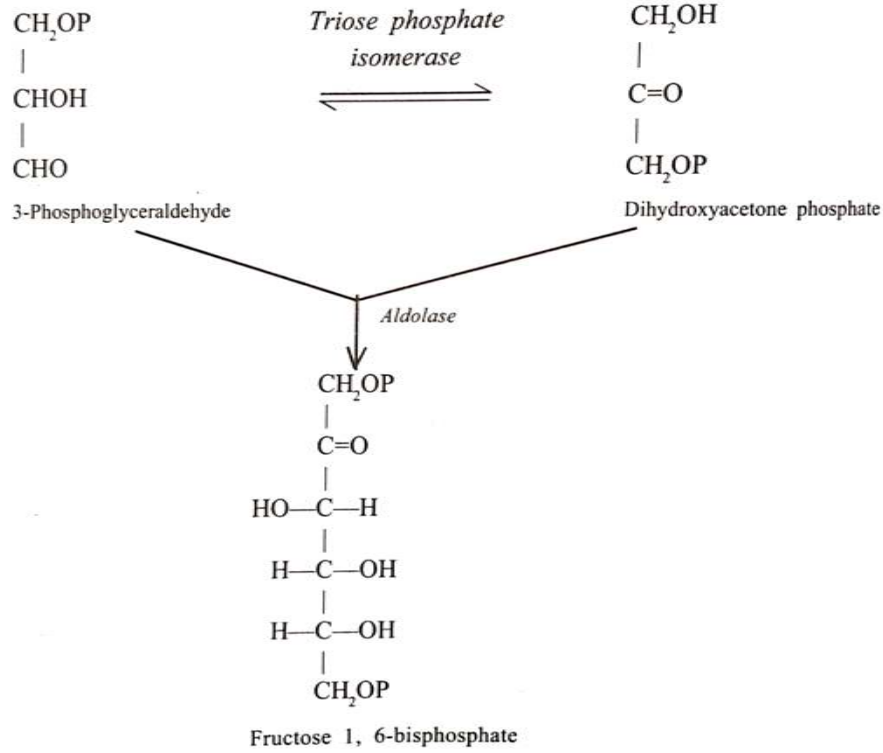 CH₂OP
|
CHOH
|
CHO
3-Phosphoglyceraldehyde
Triose phosphate
isomerase
CH₂OH
|
C=O
|
CH₂OP
Dihydroxyacetone phosphate
Aldolase
CH₂OP
|
C=O
|
HO—C—H
|
H—C—OH
|
H—C—OH
|
CH₂OP
Fructose 1, 6-bisphosphate